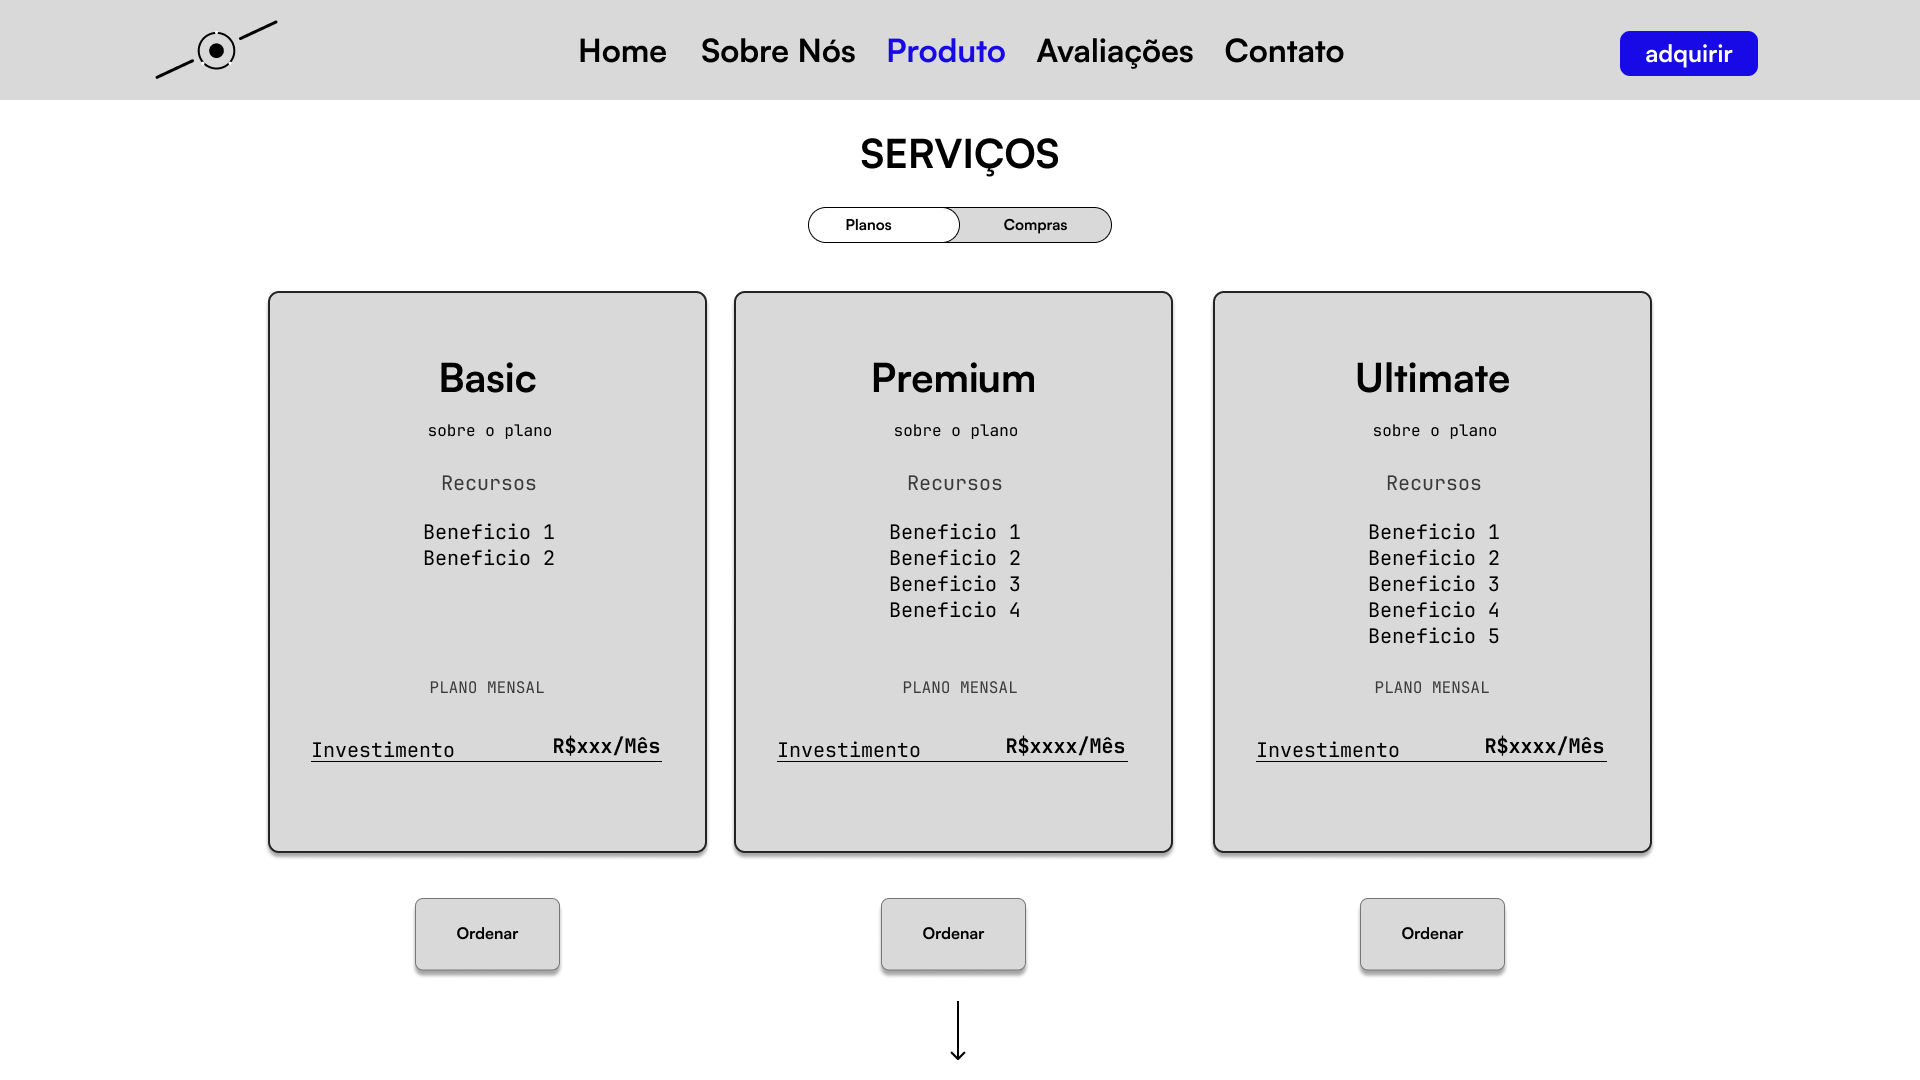 Home Sobre Nós Produto Avaliações Contato adquirir
SERVIÇOS
Planos Compras
Basic
sobre o plano
Recursos
Beneficio 1
Beneficio 2
PLANO MENSAL
Investimento R$xxx/Mês
Ordenar
Premium
sobre o plano
Recursos
Beneficio 1
Beneficio 2
Beneficio 3
Beneficio 4
PLANO MENSAL
Investimento R$xxxx/Mês
Ordenar
Ultimate
sobre o plano
Recursos
Beneficio 1
Beneficio 2
Beneficio 3
Beneficio 4
Beneficio 5
PLANO MENSAL
Investimento R$xxxx/Mês
Ordenar